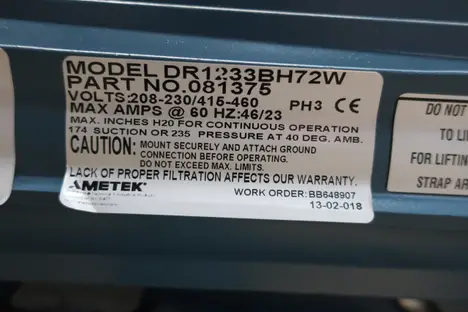 MODEL DR1233BH72W
PART NO.081375
VOLTS:208-230/415-460 PH3 CE
MAX AMPS @ 60 HZ:46/23
MAX. INCHES H20 FOR CONTINUOUS OPERATION
174 SUCTION OR 235 PRESSURE AT 40 DEG. AMB.
CAUTION: MOUNT SECURELY AND ATTACH GROUND
CONNECTION BEFORE OPERATING.
DO NOT EXCEED MAX. LIMITS.
LACK OF PROPER FILTRATION AFFECTS OUR WARRANTY.
AMETEK
WORK ORDER:BB648907
13-02-018
DO NOT
TO LI
FOR LIFTIN
STRAP AR